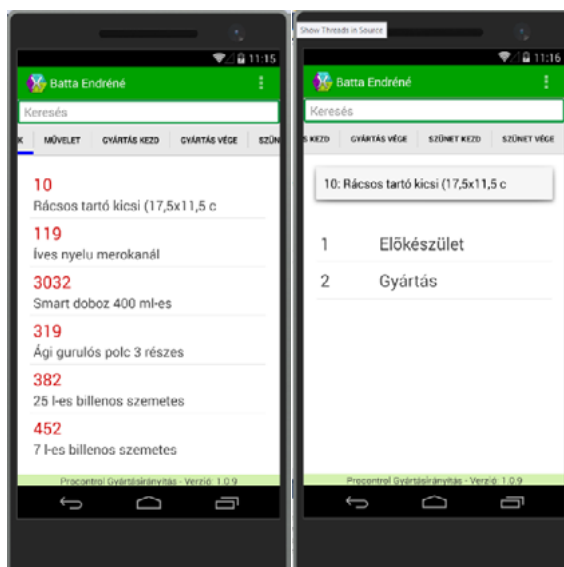 11:15
Batta Endréné
Keresés
K MŰVELET GYÁRTÁS KEZD GYÁRTÁS VÉGE SZÜN
10
Rácsos tartó kicsi (17,5x11,5 c
119
Íves nyelu merokanál
3032
Smart doboz 400 ml-es
319
Ági gurulós polc 3 részes
382
25 l-es billenos szemetes
452
7 l-es billenos szemetes
Procontrol Gyártásirányítás - Verzió: 1.0.9
Show Threads in Source
11:16
Batta Endréné
Keresés
S KEZD GYÁRTÁS VÉGE SZÜNET KEZD SZÜNET VÉGE
10: Rácsos tartó kicsi (17,5x11,5 c
1 Elõkészület
2 Gyártás
Procontrol Gyártásirányítás - Verzió: 1.0.9